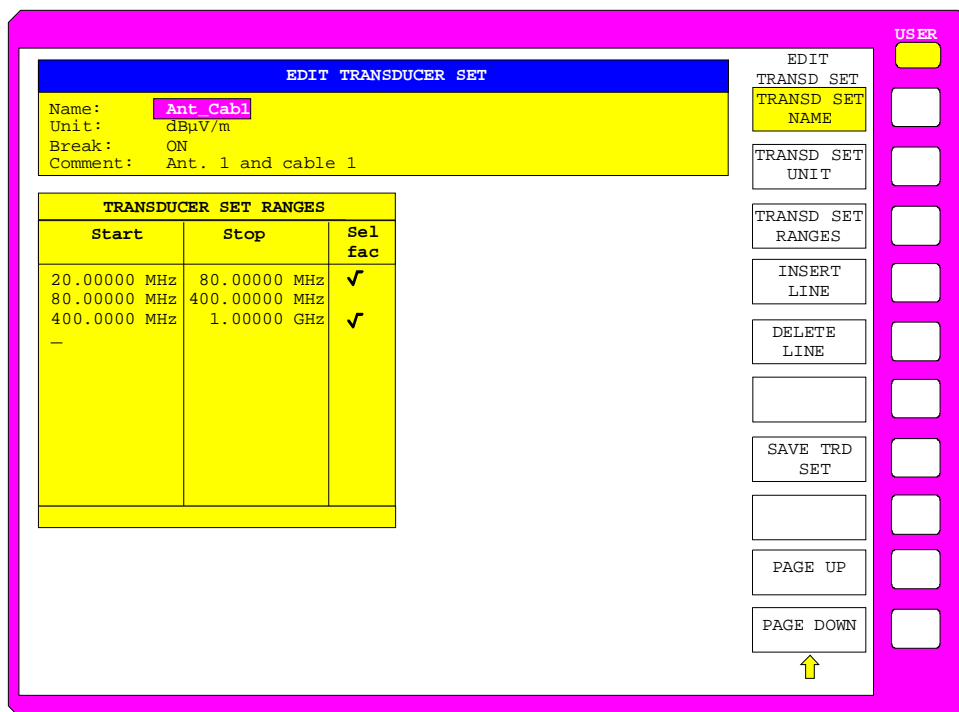 USER
EDIT TRANSDUCER SET
Name: Ant_Cab1
Unit: dBµV/m
Break: ON
Comment: Ant. 1 and cable 1
TRANSDUCER SET RANGES
Start Stop Sel fac
20.00000 MHz 80.00000 MHz √
80.00000 MHz 400.00000 MHz
400.0000 MHz 1.00000 GHz √
_
EDIT
TRANSD SET
TRANSD SET
NAME
TRANSD SET
UNIT
TRANSD SET
RANGES
INSERT
LINE
DELETE
LINE
SAVE TRD
SET
PAGE UP
PAGE DOWN